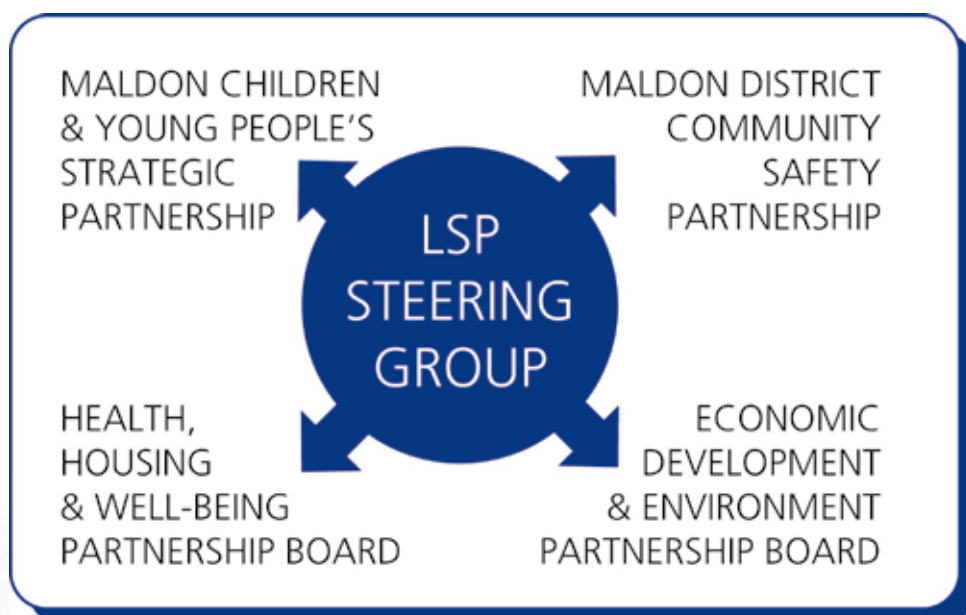 MALDON CHILDREN
& YOUNG PEOPLE'S
STRATEGIC
PARTNERSHIP
MALDON DISTRICT
COMMUNITY
SAFETY
PARTNERSHIP
LSP
STEERING
GROUP
HEALTH,
HOUSING
& WELL-BEING
PARTNERSHIP BOARD
ECONOMIC
DEVELOPMENT
& ENVIRONMENT
PARTNERSHIP BOARD